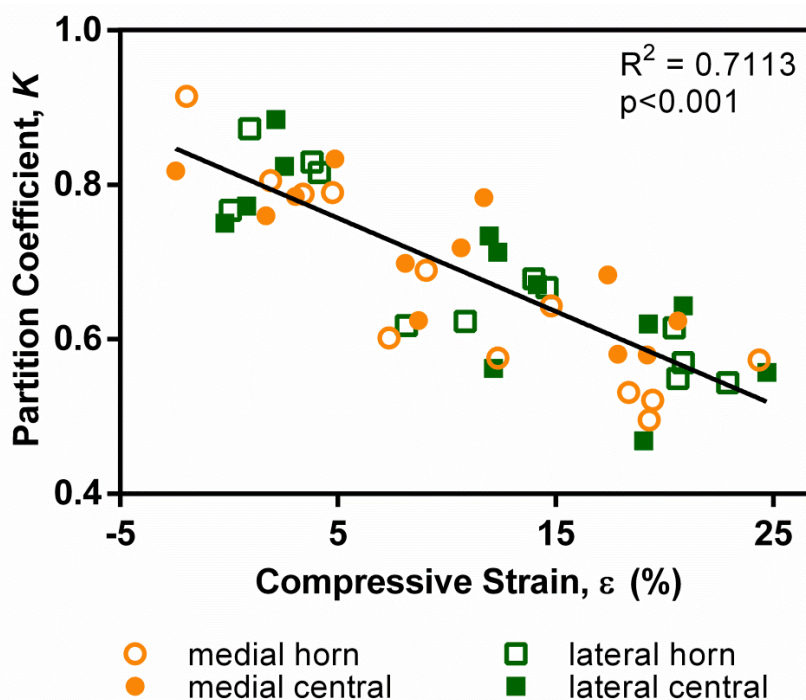 1.0
R² = 0.7113
p<0.001
0.8
0.6
0.4
Partition Coefficient, K
-5 5 15 25
Compressive Strain, ε (%)
medial horn lateral horn
medial central lateral central